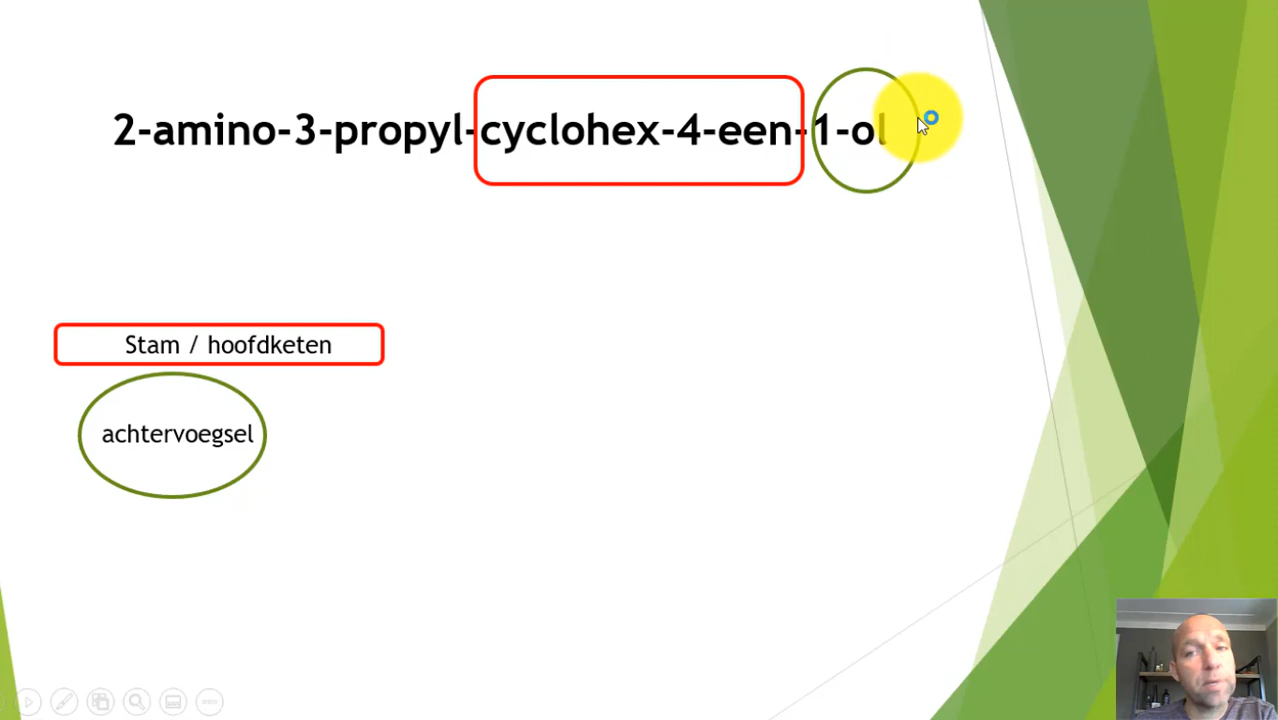 2-amino-3-propyl-cyclohex-4-een-1-ol
Stam / hoofdketen
achtervoegsel